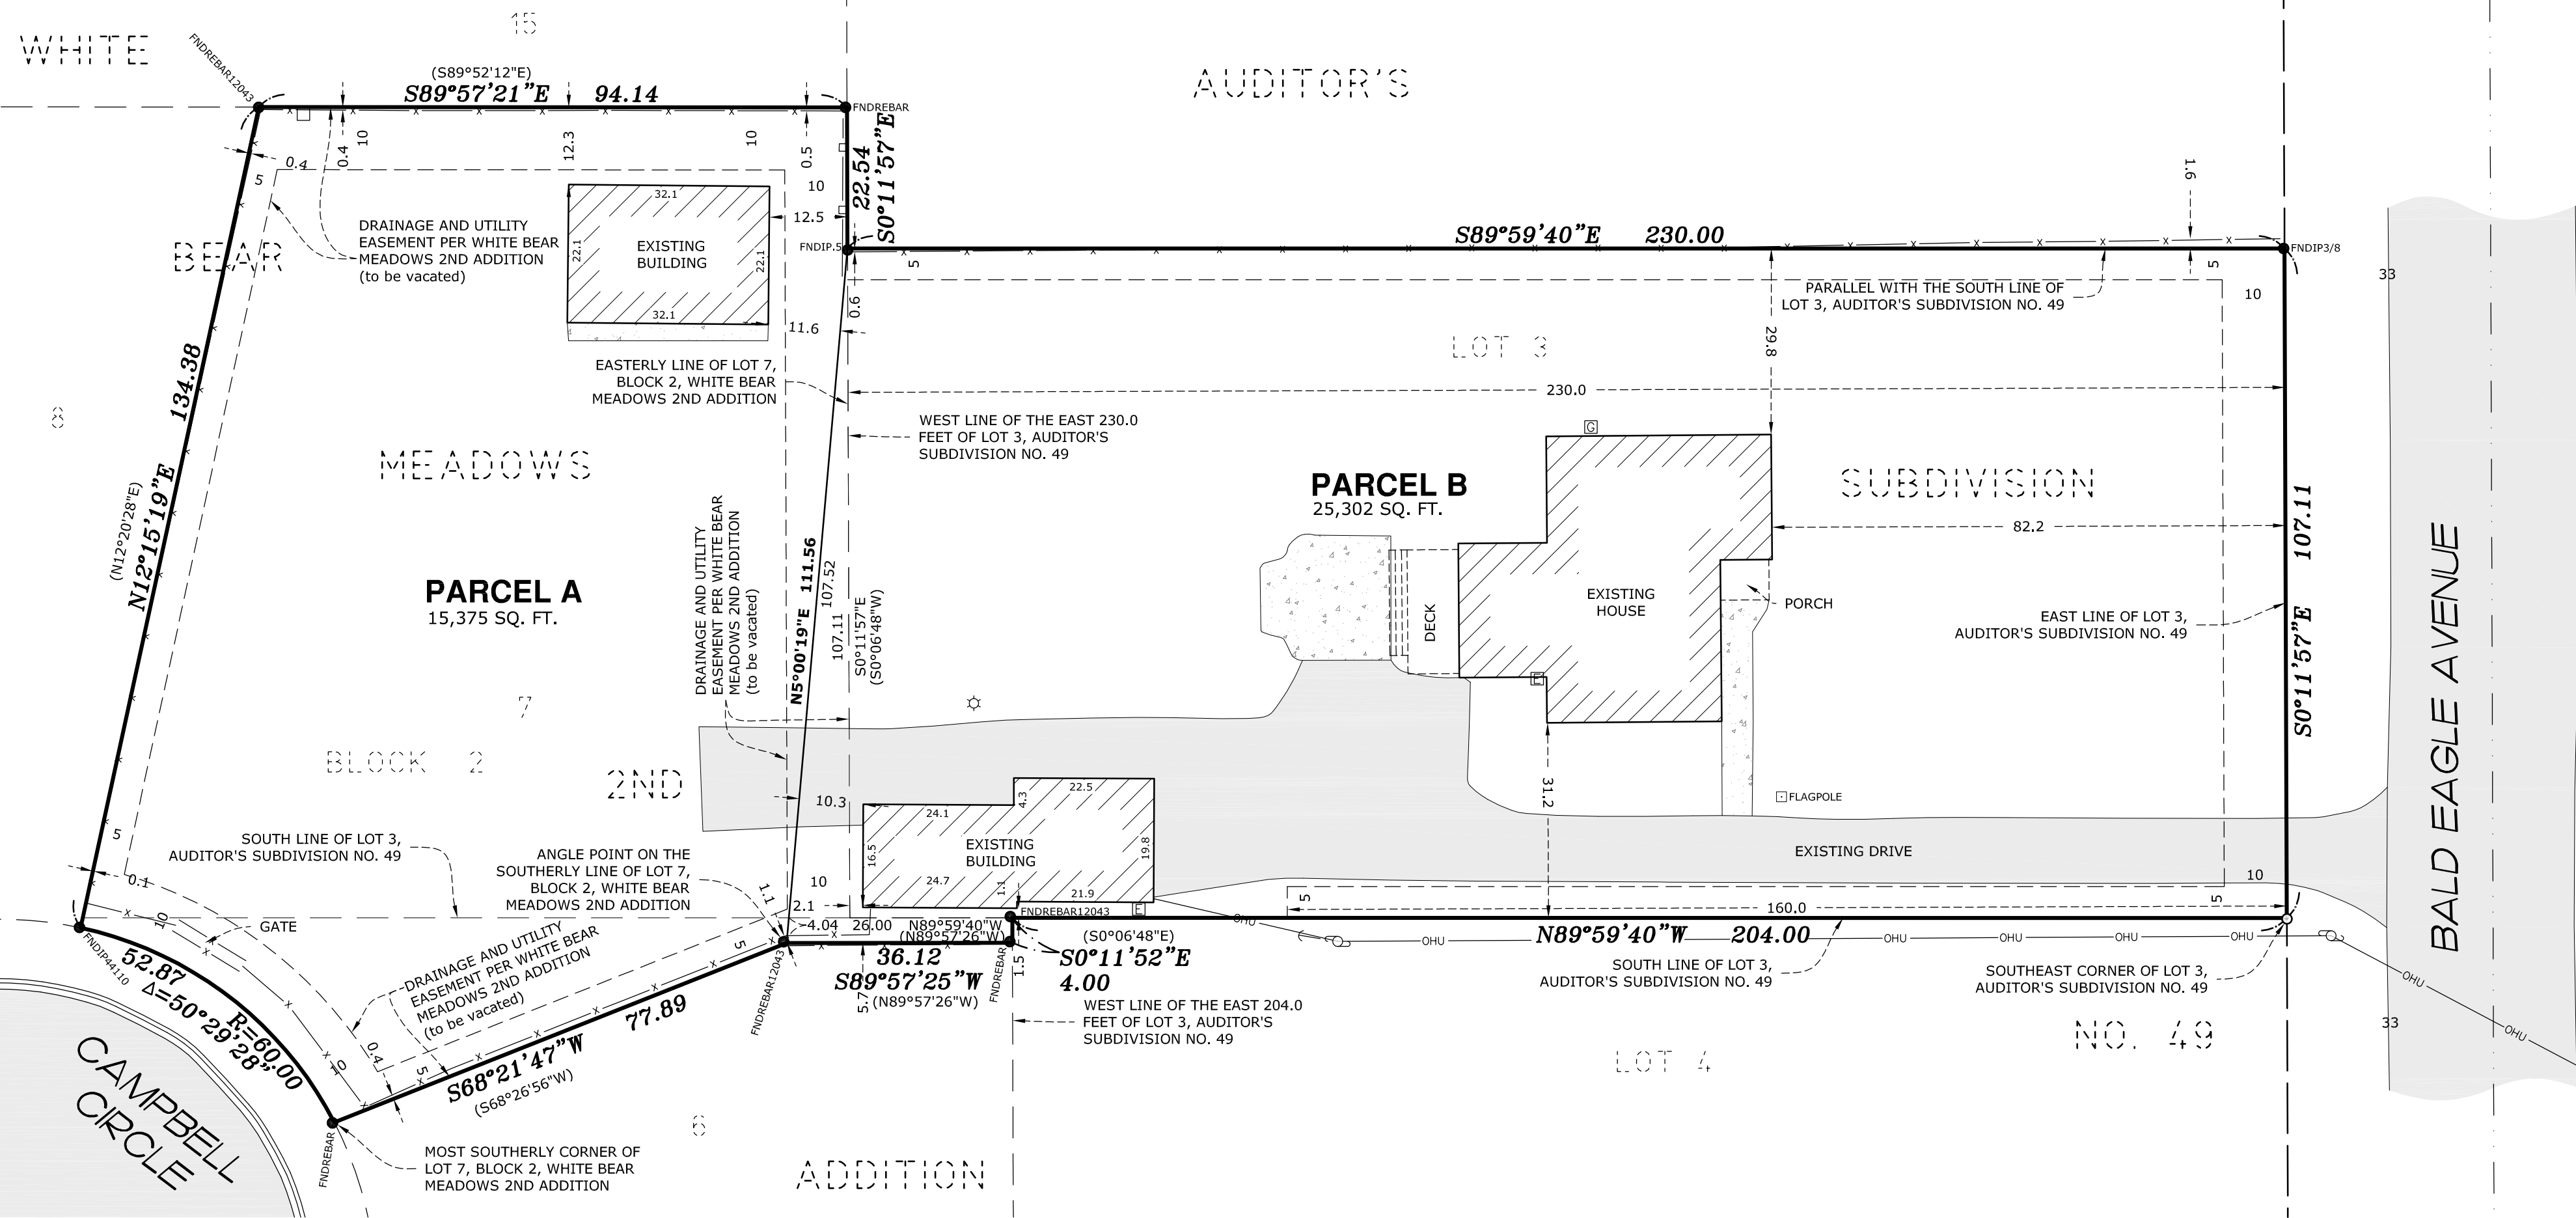 15
WHITE
AUDITOR'S
FNDREBAR12043
(S89°52'12"E)
S89°57'21"E 94.14
FNDREBAR
22.54
S0°11'57"E
0.4
0.4
10
12.3
10
0.5
5
10
12.5
1.6
32.1
22.1
EXISTING
BUILDING
22.1
32.1
DRAINAGE AND UTILITY
EASEMENT PER WHITE BEAR
MEADOWS 2ND ADDITION
(to be vacated)
BEAR
FNDIP.5
S89°59'40"E 230.00
FNDIP3/8
5
5
33
10
0.6
11.6
PARALLEL WITH THE SOUTH LINE OF
LOT 3, AUDITOR'S SUBDIVISION NO. 49
LOT 3
29.8
134.38
N12°15'19"E
(N12°20'28"E)
8
EASTERLY LINE OF LOT 7,
BLOCK 2, WHITE BEAR
MEADOWS 2ND ADDITION
230.0
WEST LINE OF THE EAST 230.0
FEET OF LOT 3, AUDITOR'S
SUBDIVISION NO. 49
G
MEADOWS
PARCEL B
25,302 SQ. FT.
SUBDIVISION
82.2
107.11
S0°11'57"E
BALD EAGLE AVENUE
DRAINAGE AND UTILITY
EASEMENT PER WHITE BEAR
MEADOWS 2ND ADDITION
(to be vacated)
N5°00'19"E 111.56
107.52
107.11
S0°11'57"E
(S0°06'48"W)
PARCEL A
15,375 SQ. FT.
DECK
EXISTING
HOUSE
PORCH
EAST LINE OF LOT 3,
AUDITOR'S SUBDIVISION NO. 49
E
7
BLOCK 2
2ND
31.2
FLAGPOLE
10.3
24.1
4.3
22.5
16.5
EXISTING
BUILDING
19.8
24.7
1.1
21.9
EXISTING DRIVE
5
SOUTH LINE OF LOT 3,
AUDITOR'S SUBDIVISION NO. 49
ANGLE POINT ON THE
SOUTHERLY LINE OF LOT 7,
BLOCK 2, WHITE BEAR
MEADOWS 2ND ADDITION
1.1
10
2.1
0.1
10
5
5
160.0
FNDREBAR12043
E
4.04 26.00 N89°59'40"W
(N89°57'26"W)
OHU
OHU
(S0°06'48"E)
S0°11'52"E
4.00
N89°59'40"W 204.00
OHU
OHU
OHU
OHU
OHU
OHU
GATE
10
FNDIP44110
52.87
Δ=50°29'28"
R=60.00
DRAINAGE AND UTILITY
EASEMENT PER WHITE BEAR
MEADOWS 2ND ADDITION
(to be vacated)
5
36.12
S89°57'25"W
(N89°57'26"W)
5.7
FNDREBAR12043
FNDREBAR
1.5
SOUTH LINE OF LOT 3,
AUDITOR'S SUBDIVISION NO. 49
SOUTHEAST CORNER OF LOT 3,
AUDITOR'S SUBDIVISION NO. 49
WEST LINE OF THE EAST 204.0
FEET OF LOT 3, AUDITOR'S
SUBDIVISION NO. 49
77.89
S68°21'47"W
(S68°26'56"W)
0.4
5
10
33
NO. 49
LOT 4
CAMPBELL
CIRCLE
6
FNDREBAR
MOST SOUTHERLY CORNER OF
LOT 7, BLOCK 2, WHITE BEAR
MEADOWS 2ND ADDITION
ADDITION